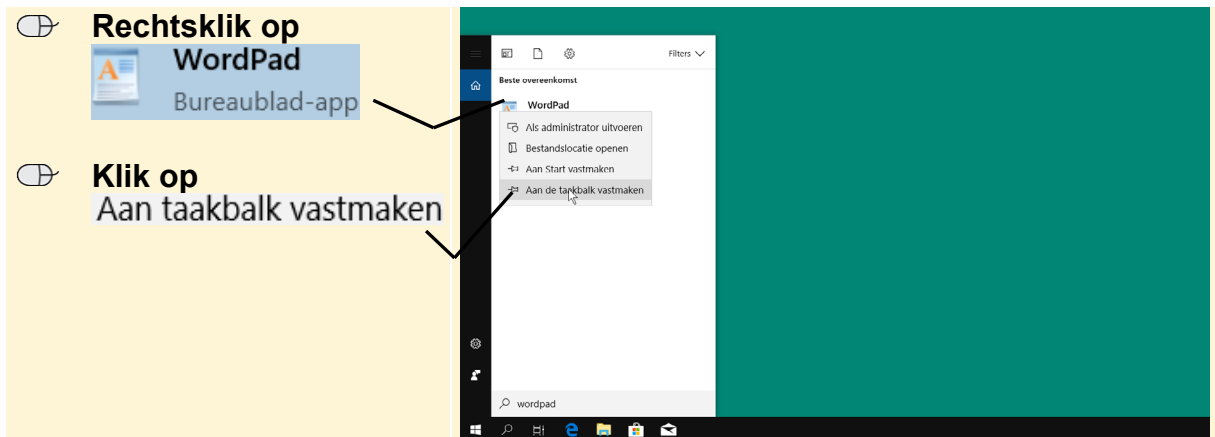 Rechtsklik op
WordPad
Bureaublad-app
Klik op
Aan taakbalk vastmaken
Filters
Beste overeenkomst
WordPad
Als administrator uitvoeren
Bestandslocatie openen
Aan Start vastmaken
Aan de taakbalk vastmaken
wordpad